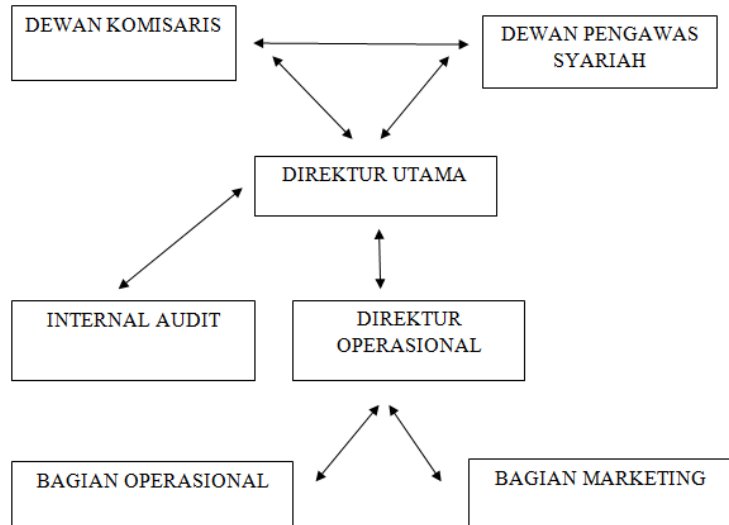 DEWAN KOMISARIS
DEWAN PENGAWAS
SYARIAH
DIREKTUR UTAMA
INTERNAL AUDIT
DIREKTUR
OPERASIONAL
BAGIAN OPERASIONAL
BAGIAN MARKETING